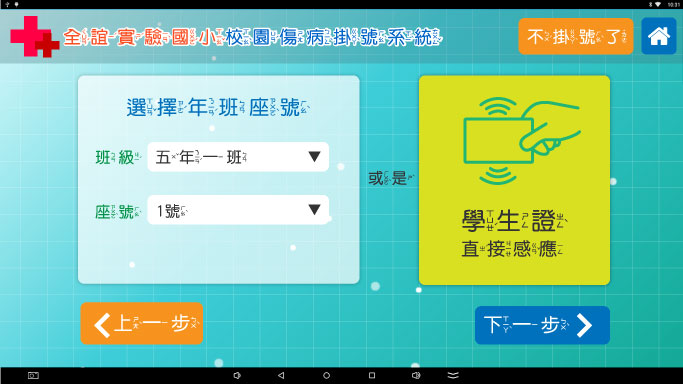 10:31
全誼實驗國小校園傷病掛號系統
不掛號了
選擇年班座號
班級 五年一班
座號 1號
或是
學生證
直接感應
上一步
下一步